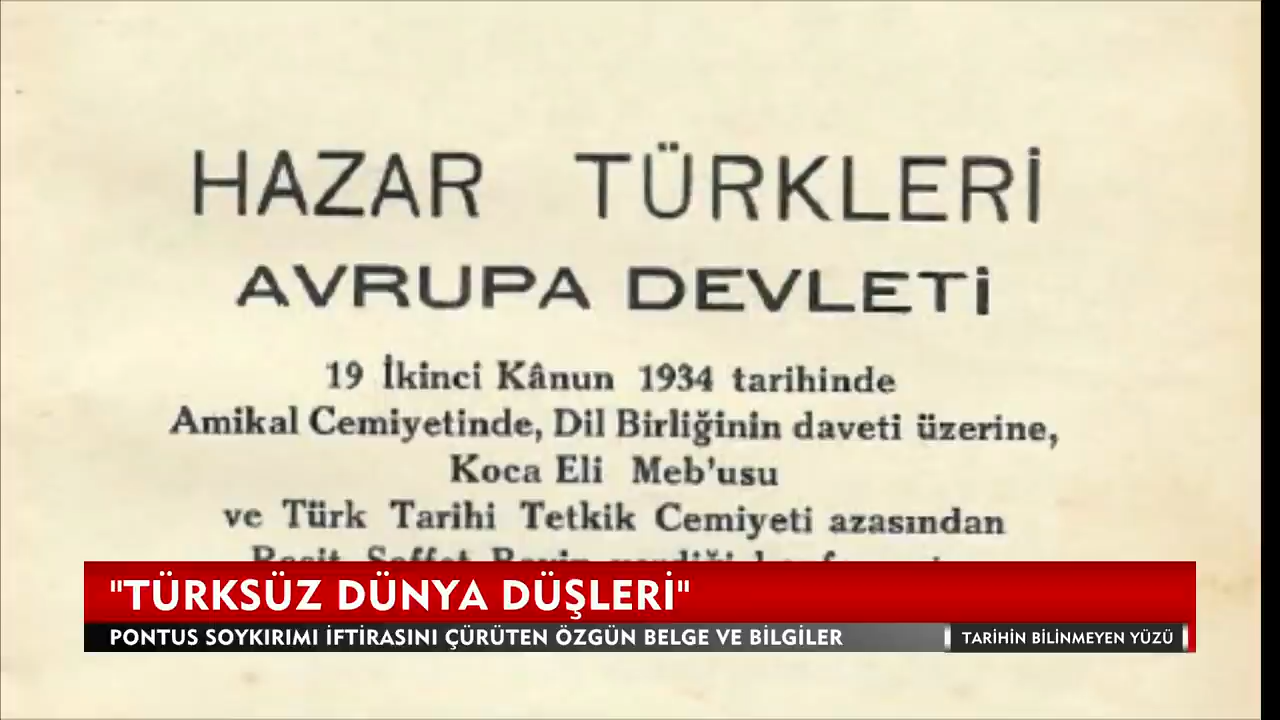 HAZAR TÜRKLERİ
AVRUPA DEVLETİ
19 İkinci Kânun 1934 tarihinde
Amikal Cemiyetinde, Dil Birliğinin daveti üzerine,
Koca Eli Meb'usu
ve Türk Tarihi Tetkik Cemiyeti azasından
"TÜRKSÜZ DÜNYA DÜŞLERİ"
PONTUS SOYKIRIMI İFTİRASINI ÇÜRÜTEN ÖZGÜN BELGE VE BİLGİLER
TARİHİN BİLİNMEYEN YÜZÜ